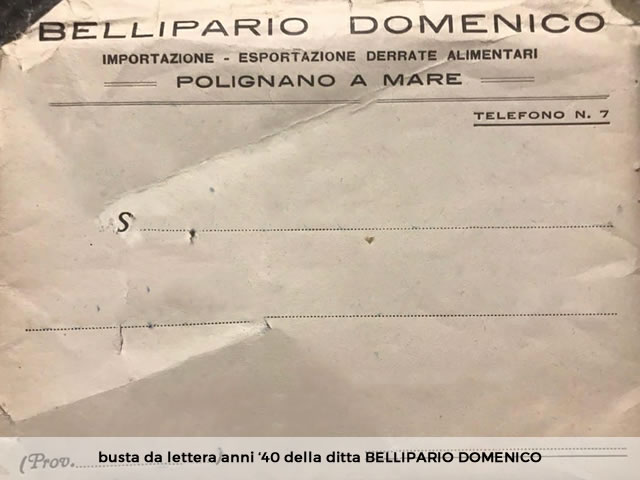 BELLIPARIO DOMENICO
IMPORTAZIONE - ESPORTAZIONE DERRATE ALIMENTARI
POLIGNANO A MARE
TELEFONO N. 7
S
(Prov. )
busta da lettera anni '40 della ditta BELLIPARIO DOMENICO